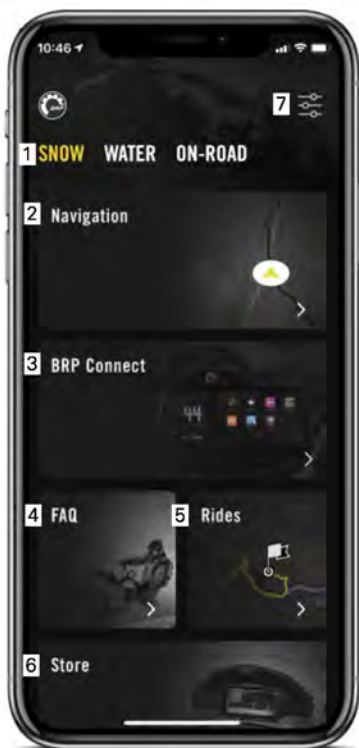 10:46
7
1 SNOW WATER ON-ROAD
2 Navigation
3 BRP Connect
44
4 FAQ
5 Rides
6 Store